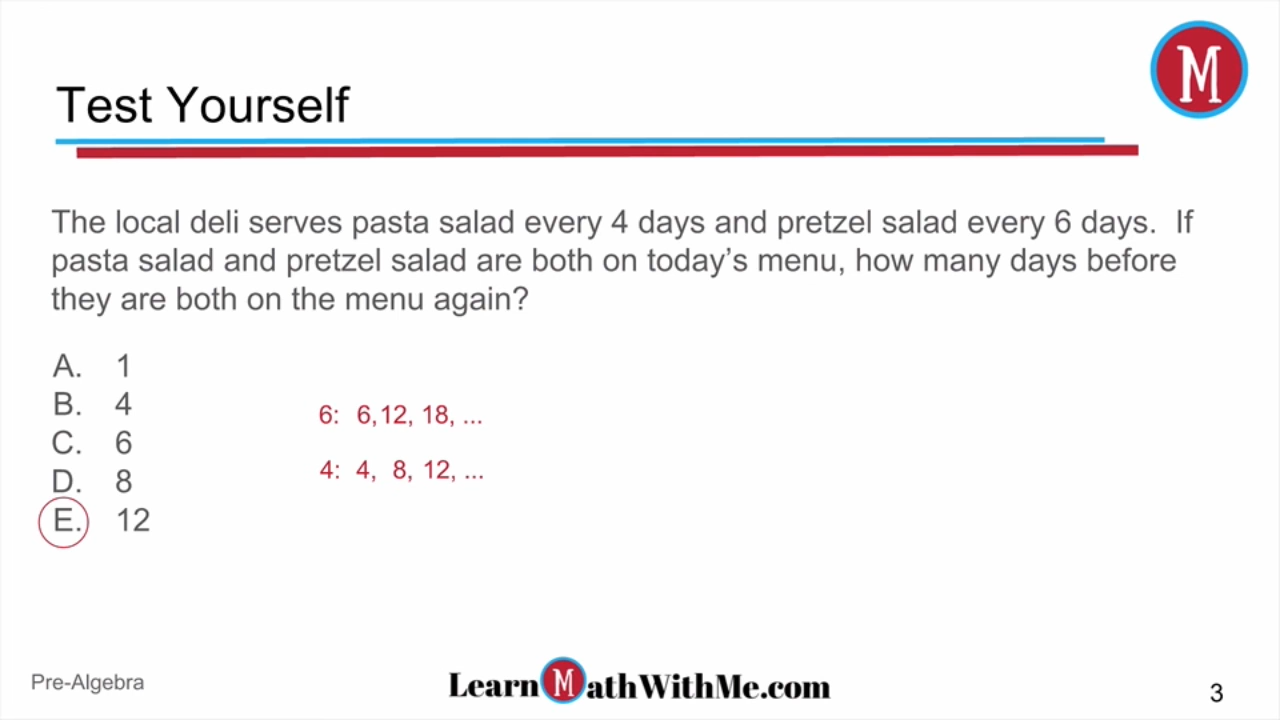 M
Test Yourself
The local deli serves pasta salad every 4 days and pretzel salad every 6 days.  If
pasta salad and pretzel salad are both on today’s menu, how many days before
they are both on the menu again?
A. 1
B. 4
C. 6
D. 8
E. 12
6: 6,12, 18, ...
4: 4, 8, 12, ...
Pre-Algebra
LearnMathWithMe.com
3